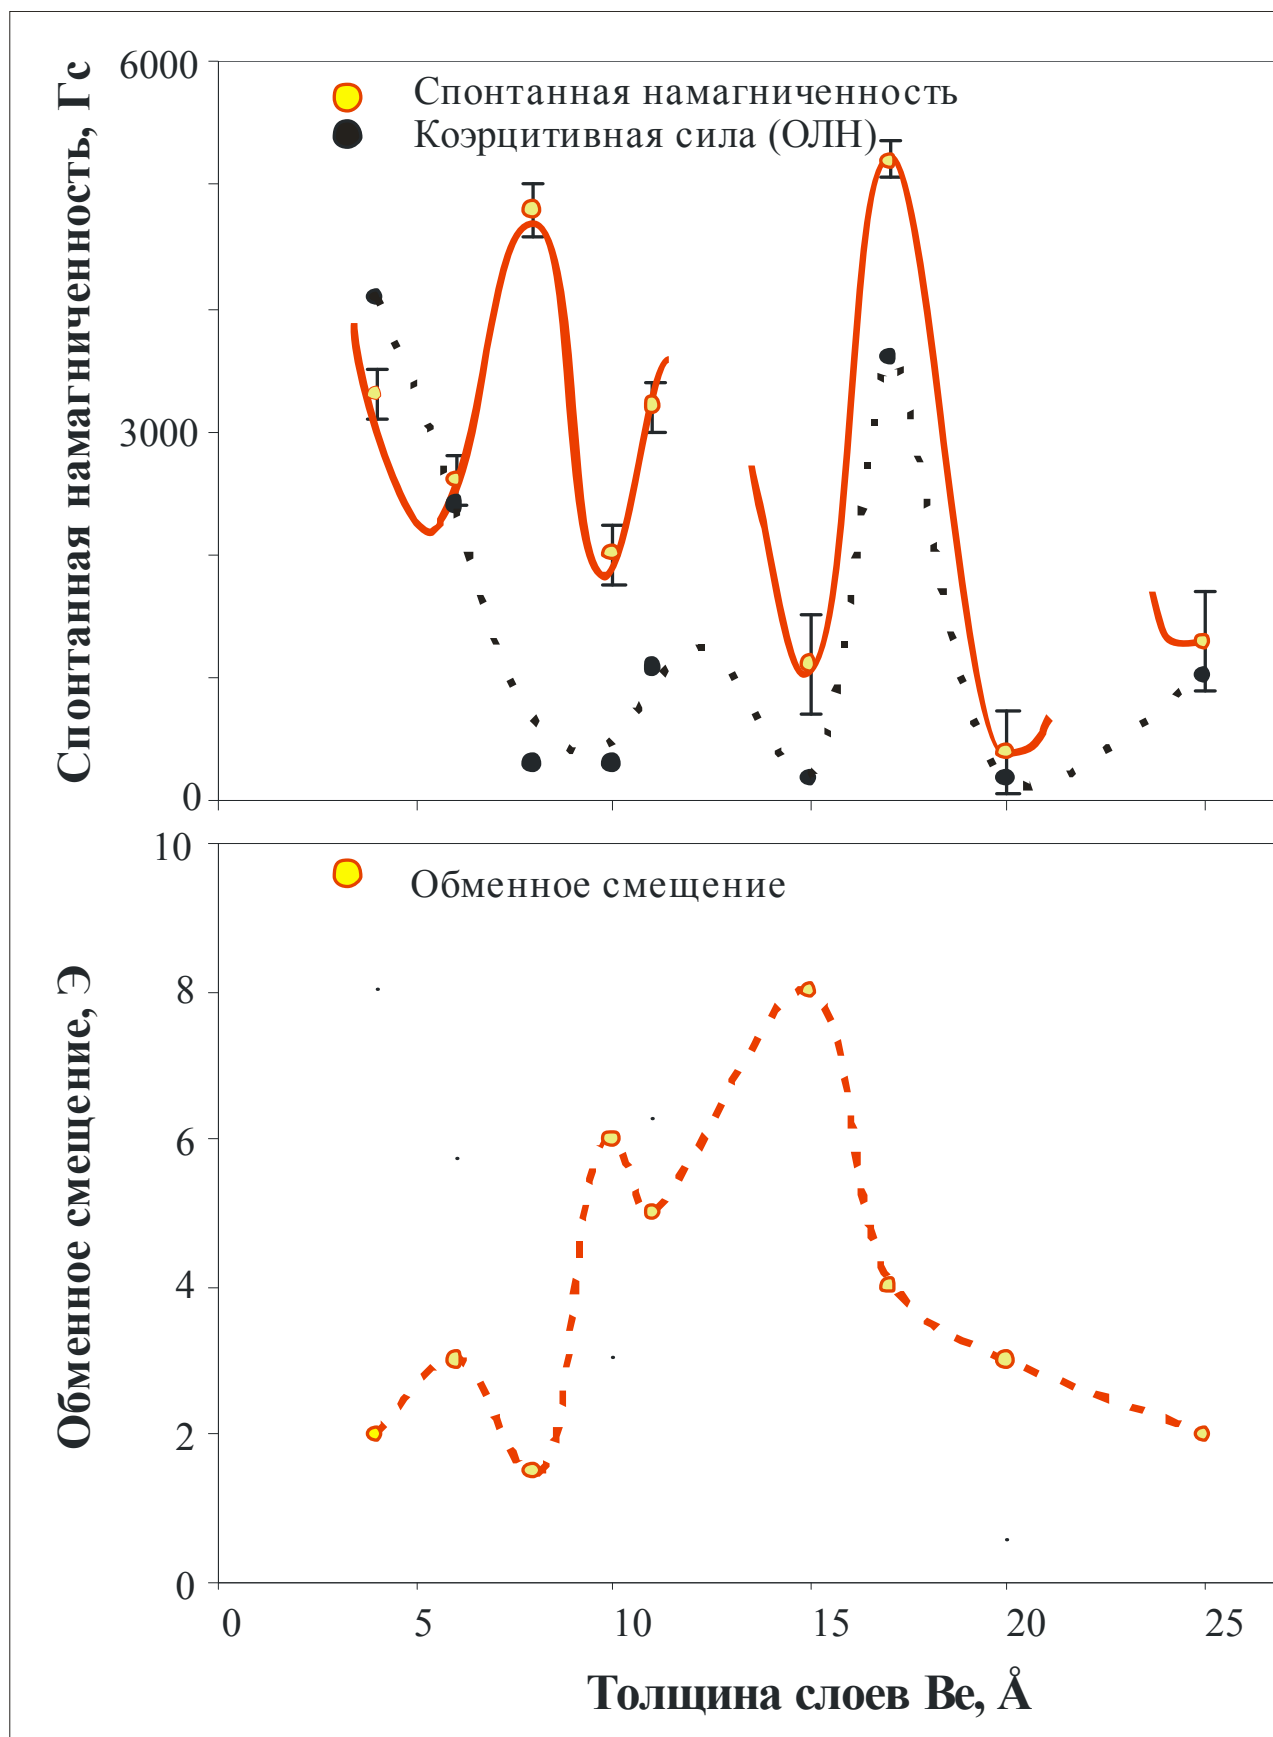 6000
Спонтанная намагниченность
Коэрцитивная сила (ОЛН)
3000
0
Спонтанная намагниченность, Гс
10
Обменное смещение
8
6
4
2
0
Обменное смещение, Э
0 5 10 15 20 25
Толщина слоев Be, Å